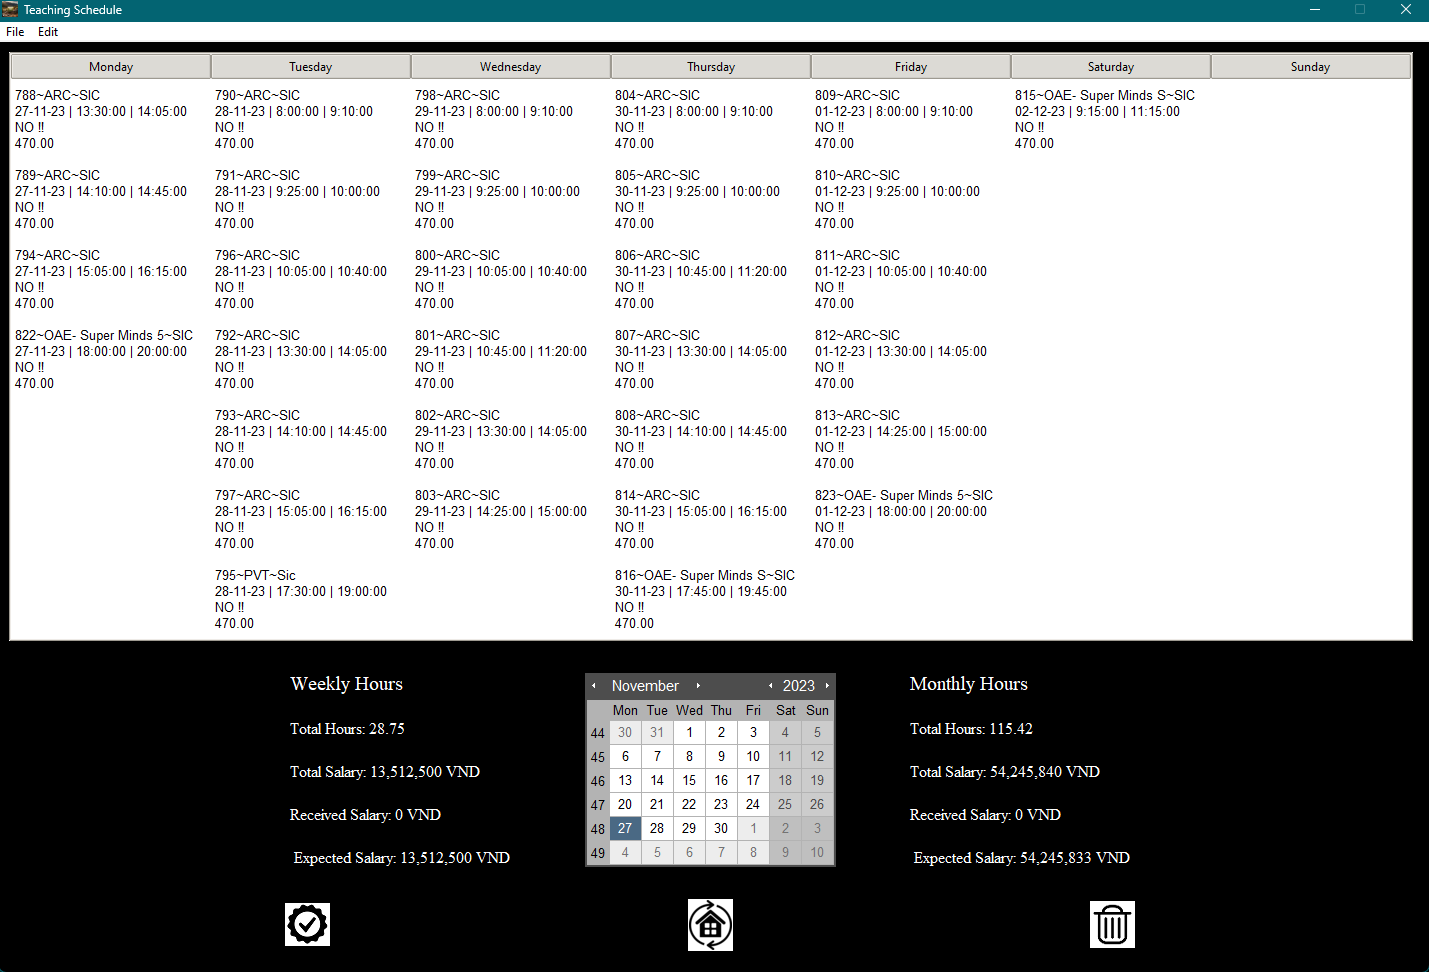 Teaching Schedule
File Edit
Monday Tuesday Wednesday Thursday Friday Saturday Sunday
788~ARC~SIC
27-11-23 | 13:30:00 | 14:05:00
NO !!
470.00
789~ARC~SIC
27-11-23 | 14:10:00 | 14:45:00
NO !!
470.00
794~ARC~SIC
27-11-23 | 15:05:00 | 16:15:00
NO !!
470.00
822~OAE- Super Minds 5~SIC
27-11-23 | 18:00:00 | 20:00:00
NO !!
470.00
790~ARC~SIC
28-11-23 | 8:00:00 | 9:10:00
NO !!
470.00
791~ARC~SIC
28-11-23 | 9:25:00 | 10:00:00
NO !!
470.00
796~ARC~SIC
28-11-23 | 10:05:00 | 10:40:00
NO !!
470.00
792~ARC~SIC
28-11-23 | 13:30:00 | 14:05:00
NO !!
470.00
793~ARC~SIC
28-11-23 | 14:10:00 | 14:45:00
NO !!
470.00
797~ARC~SIC
28-11-23 | 15:05:00 | 16:15:00
NO !!
470.00
795~PVT~Sic
28-11-23 | 17:30:00 | 19:00:00
NO !!
470.00
798~ARC~SIC
29-11-23 | 8:00:00 | 9:10:00
NO !!
470.00
799~ARC~SIC
29-11-23 | 9:25:00 | 10:00:00
NO !!
470.00
800~ARC~SIC
29-11-23 | 10:05:00 | 10:40:00
NO !!
470.00
801~ARC~SIC
29-11-23 | 10:45:00 | 11:20:00
NO !!
470.00
802~ARC~SIC
29-11-23 | 13:30:00 | 14:05:00
NO !!
470.00
803~ARC~SIC
29-11-23 | 14:25:00 | 15:00:00
NO !!
470.00
804~ARC~SIC
30-11-23 | 8:00:00 | 9:10:00
NO !!
470.00
805~ARC~SIC
30-11-23 | 9:25:00 | 10:00:00
NO !!
470.00
806~ARC~SIC
30-11-23 | 10:45:00 | 11:20:00
NO !!
470.00
807~ARC~SIC
30-11-23 | 13:30:00 | 14:05:00
NO !!
470.00
808~ARC~SIC
30-11-23 | 14:10:00 | 14:45:00
NO !!
470.00
814~ARC~SIC
30-11-23 | 15:05:00 | 16:15:00
NO !!
470.00
816~OAE- Super Minds S~SIC
30-11-23 | 17:45:00 | 19:45:00
NO !!
470.00
809~ARC~SIC
01-12-23 | 8:00:00 | 9:10:00
NO !!
470.00
810~ARC~SIC
01-12-23 | 9:25:00 | 10:00:00
NO !!
470.00
811~ARC~SIC
01-12-23 | 10:05:00 | 10:40:00
NO !!
470.00
812~ARC~SIC
01-12-23 | 13:30:00 | 14:05:00
NO !!
470.00
813~ARC~SIC
01-12-23 | 14:25:00 | 15:00:00
NO !!
470.00
823~OAE- Super Minds 5~SIC
01-12-23 | 18:00:00 | 20:00:00
NO !!
470.00
815~OAE- Super Minds S~SIC
02-12-23 | 9:15:00 | 11:15:00
NO !!
470.00
Weekly Hours
Total Hours: 28.75
Total Salary: 13,512,500 VND
Received Salary: 0 VND
Expected Salary: 13,512,500 VND
November 2023
Mon Tue Wed Thu Fri Sat Sun
44 30 31 1 2 3 4 5
45 6 7 8 9 10 11 12
46 13 14 15 16 17 18 19
47 20 21 22 23 24 25 26
48 27 28 29 30 1 2 3
49 4 5 6 7 8 9 10
Monthly Hours
Total Hours: 115.42
Total Salary: 54,245,840 VND
Received Salary: 0 VND
Expected Salary: 54,245,833 VND